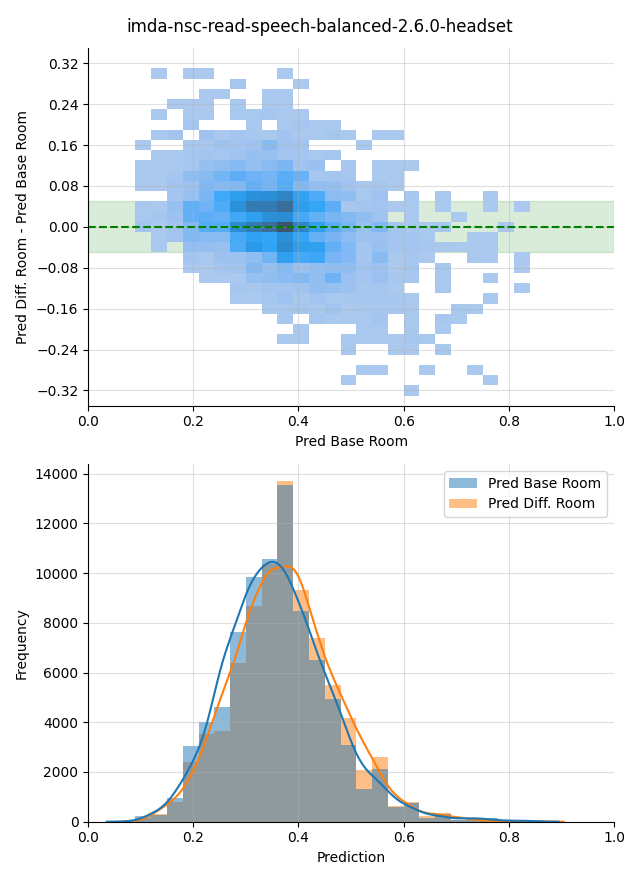 imda-nsc-read-speech-balanced-2.6.0-headset
Pred Diff. Room - Pred Base Room
0.32
0.24
0.16
0.08
0.00
−0.08
−0.16
−0.24
−0.32
0.0 0.2 0.4 0.6 0.8 1.0
Pred Base Room
Frequency
14000
12000
10000
8000
6000
4000
2000
0
Pred Base Room
Pred Diff. Room
0.0 0.2 0.4 0.6 0.8 1.0
Prediction